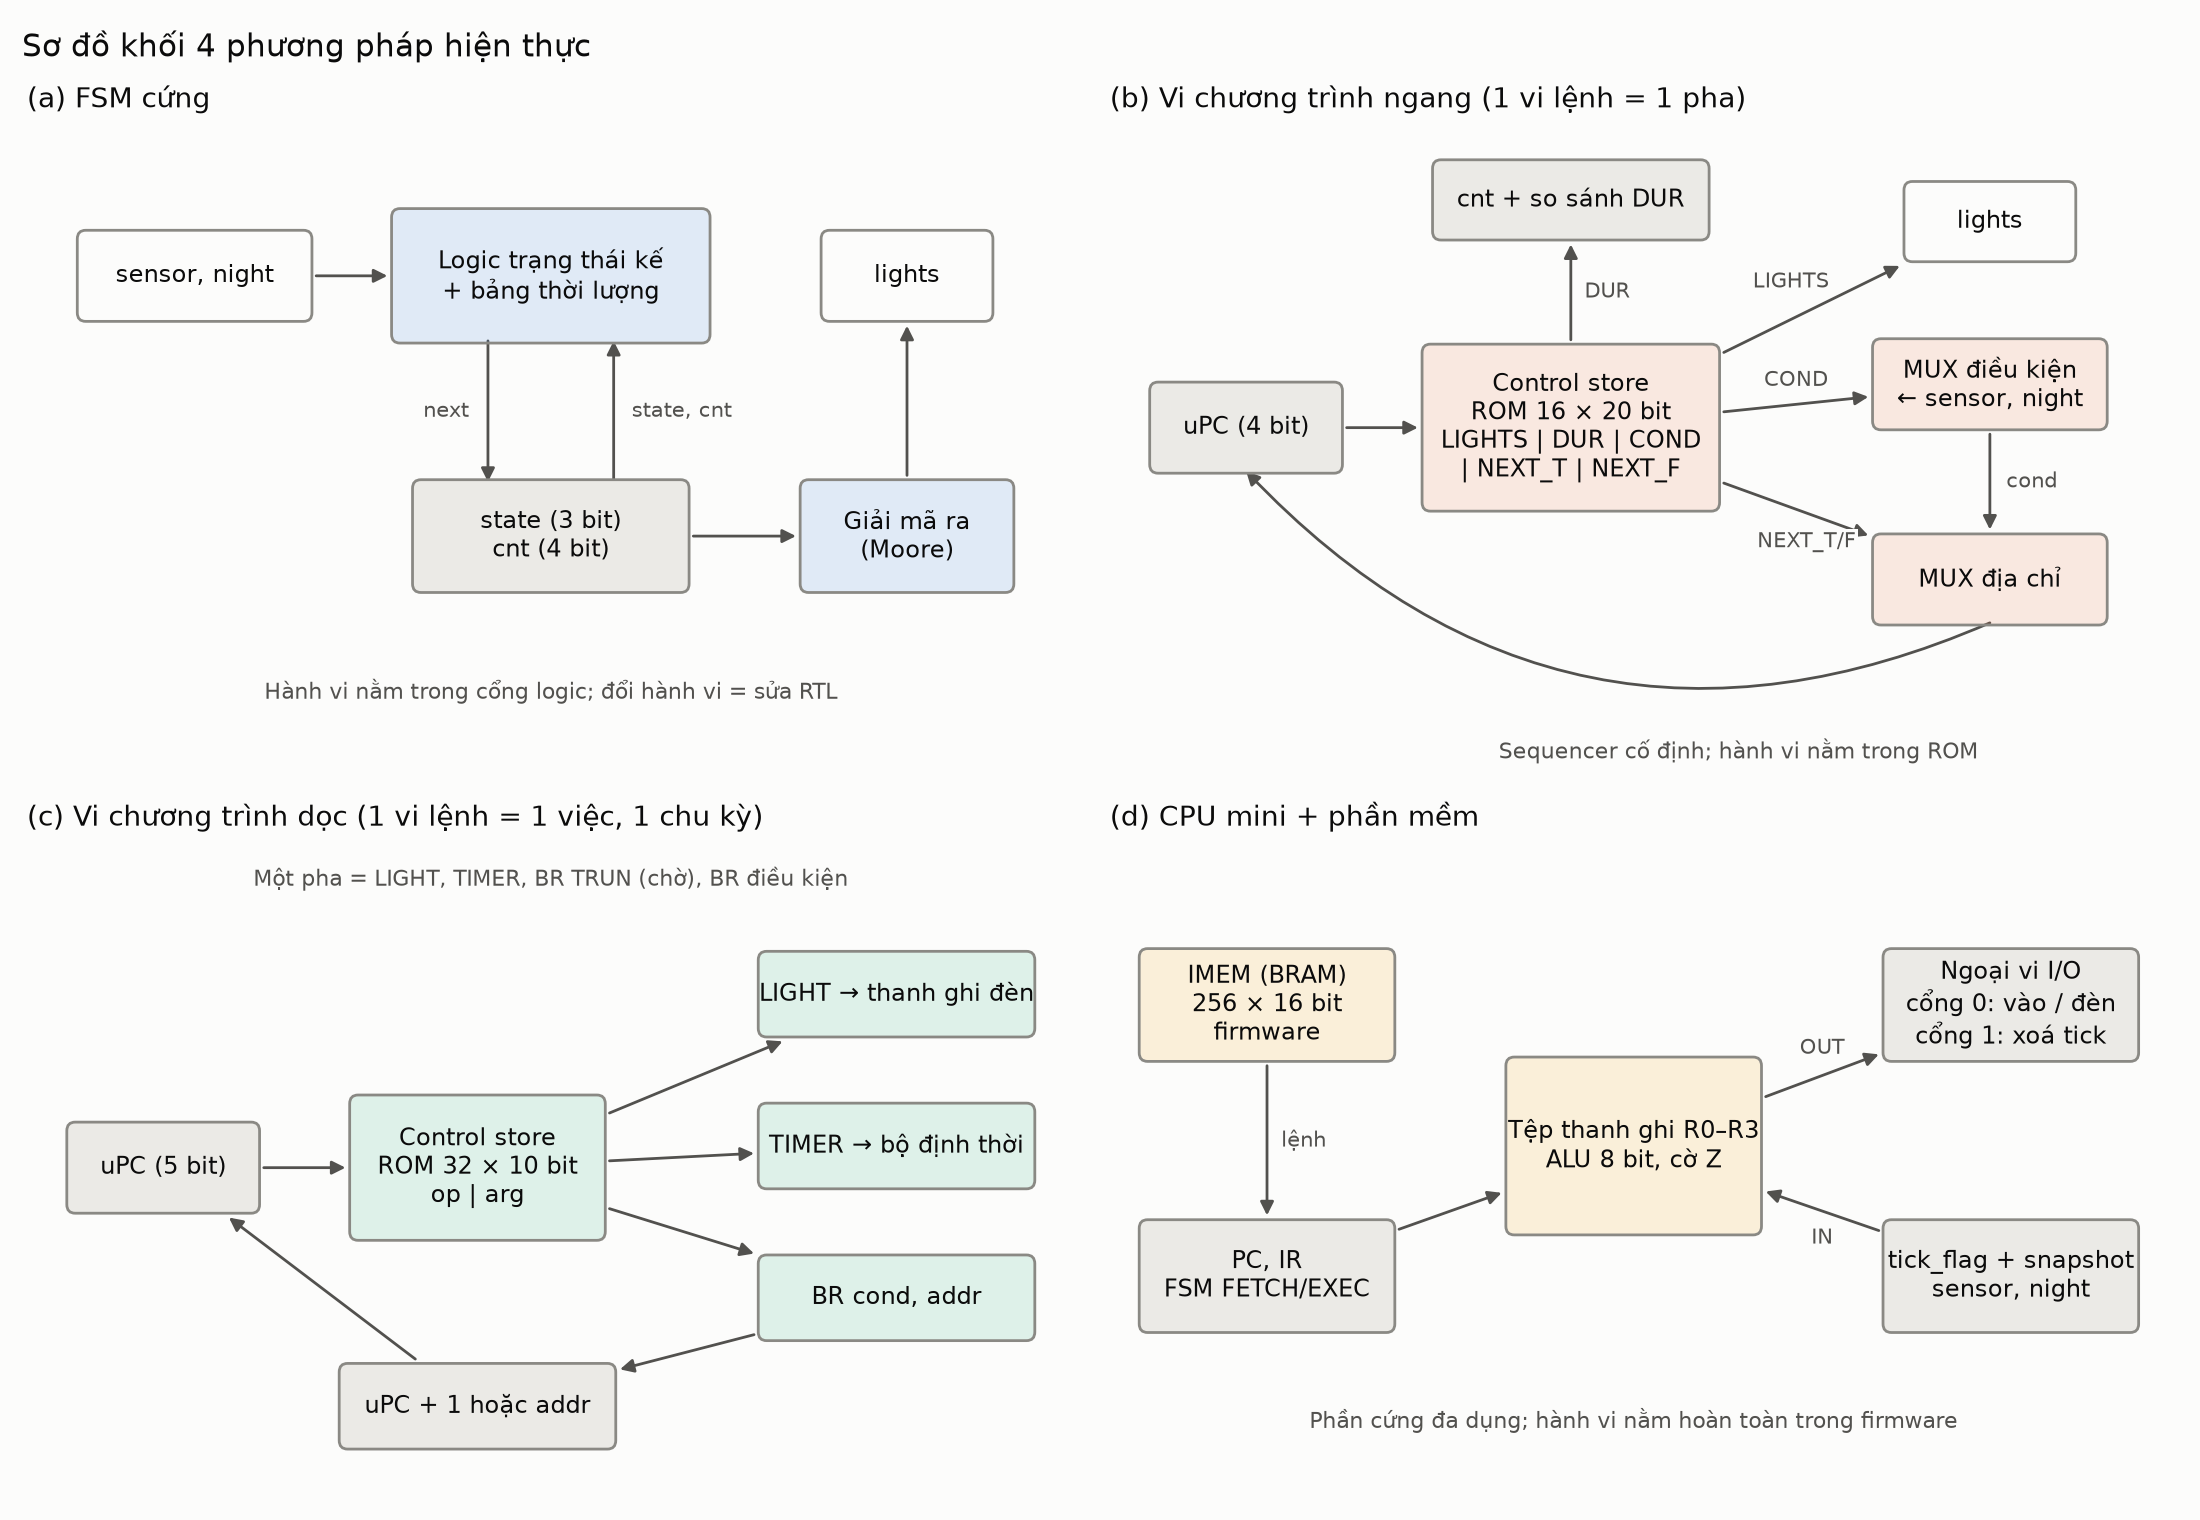 Sơ đồ khối 4 phương pháp hiện thực
(a) FSM cứng
sensor, night
Logic trạng thái kế
+ bảng thời lượng
lights
next
state, cnt
state (3 bit)
cnt (4 bit)
Giải mã ra
(Moore)
Hành vi nằm trong cổng logic; đổi hành vi = sửa RTL
(b) Vi chương trình ngang (1 vi lệnh = 1 pha)
cnt + so sánh DUR
lights
DUR
LIGHTS
uPC (4 bit)
Control store
ROM 16 × 20 bit
LIGHTS | DUR | COND
| NEXT_T | NEXT_F
COND
MUX điều kiện
← sensor, night
cond
NEXT_T/F
MUX địa chỉ
Sequencer cố định; hành vi nằm trong ROM
(c) Vi chương trình dọc (1 vi lệnh = 1 việc, 1 chu kỳ)
Một pha = LIGHT, TIMER, BR TRUN (chờ), BR điều kiện
LIGHT → thanh ghi đèn
uPC (5 bit)
Control store
ROM 32 × 10 bit
op | arg
TIMER → bộ định thời
BR cond, addr
uPC + 1 hoặc addr
(d) CPU mini + phần mềm
IMEM (BRAM)
256 × 16 bit
firmware
Ngoại vi I/O
cổng 0: vào / đèn
cổng 1: xoá tick
OUT
lệnh
Tệp thanh ghi R0–R3
ALU 8 bit, cờ Z
IN
PC, IR
FSM FETCH/EXEC
tick_flag + snapshot
sensor, night
Phần cứng đa dụng; hành vi nằm hoàn toàn trong firmware